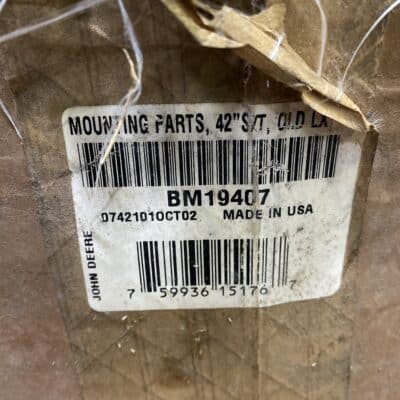 MOUNTING PARTS, 42" S/T, OLD LX
BM19407
07421010CT02 MADE IN USA
JOHN DEERE
7 59936 15176 7